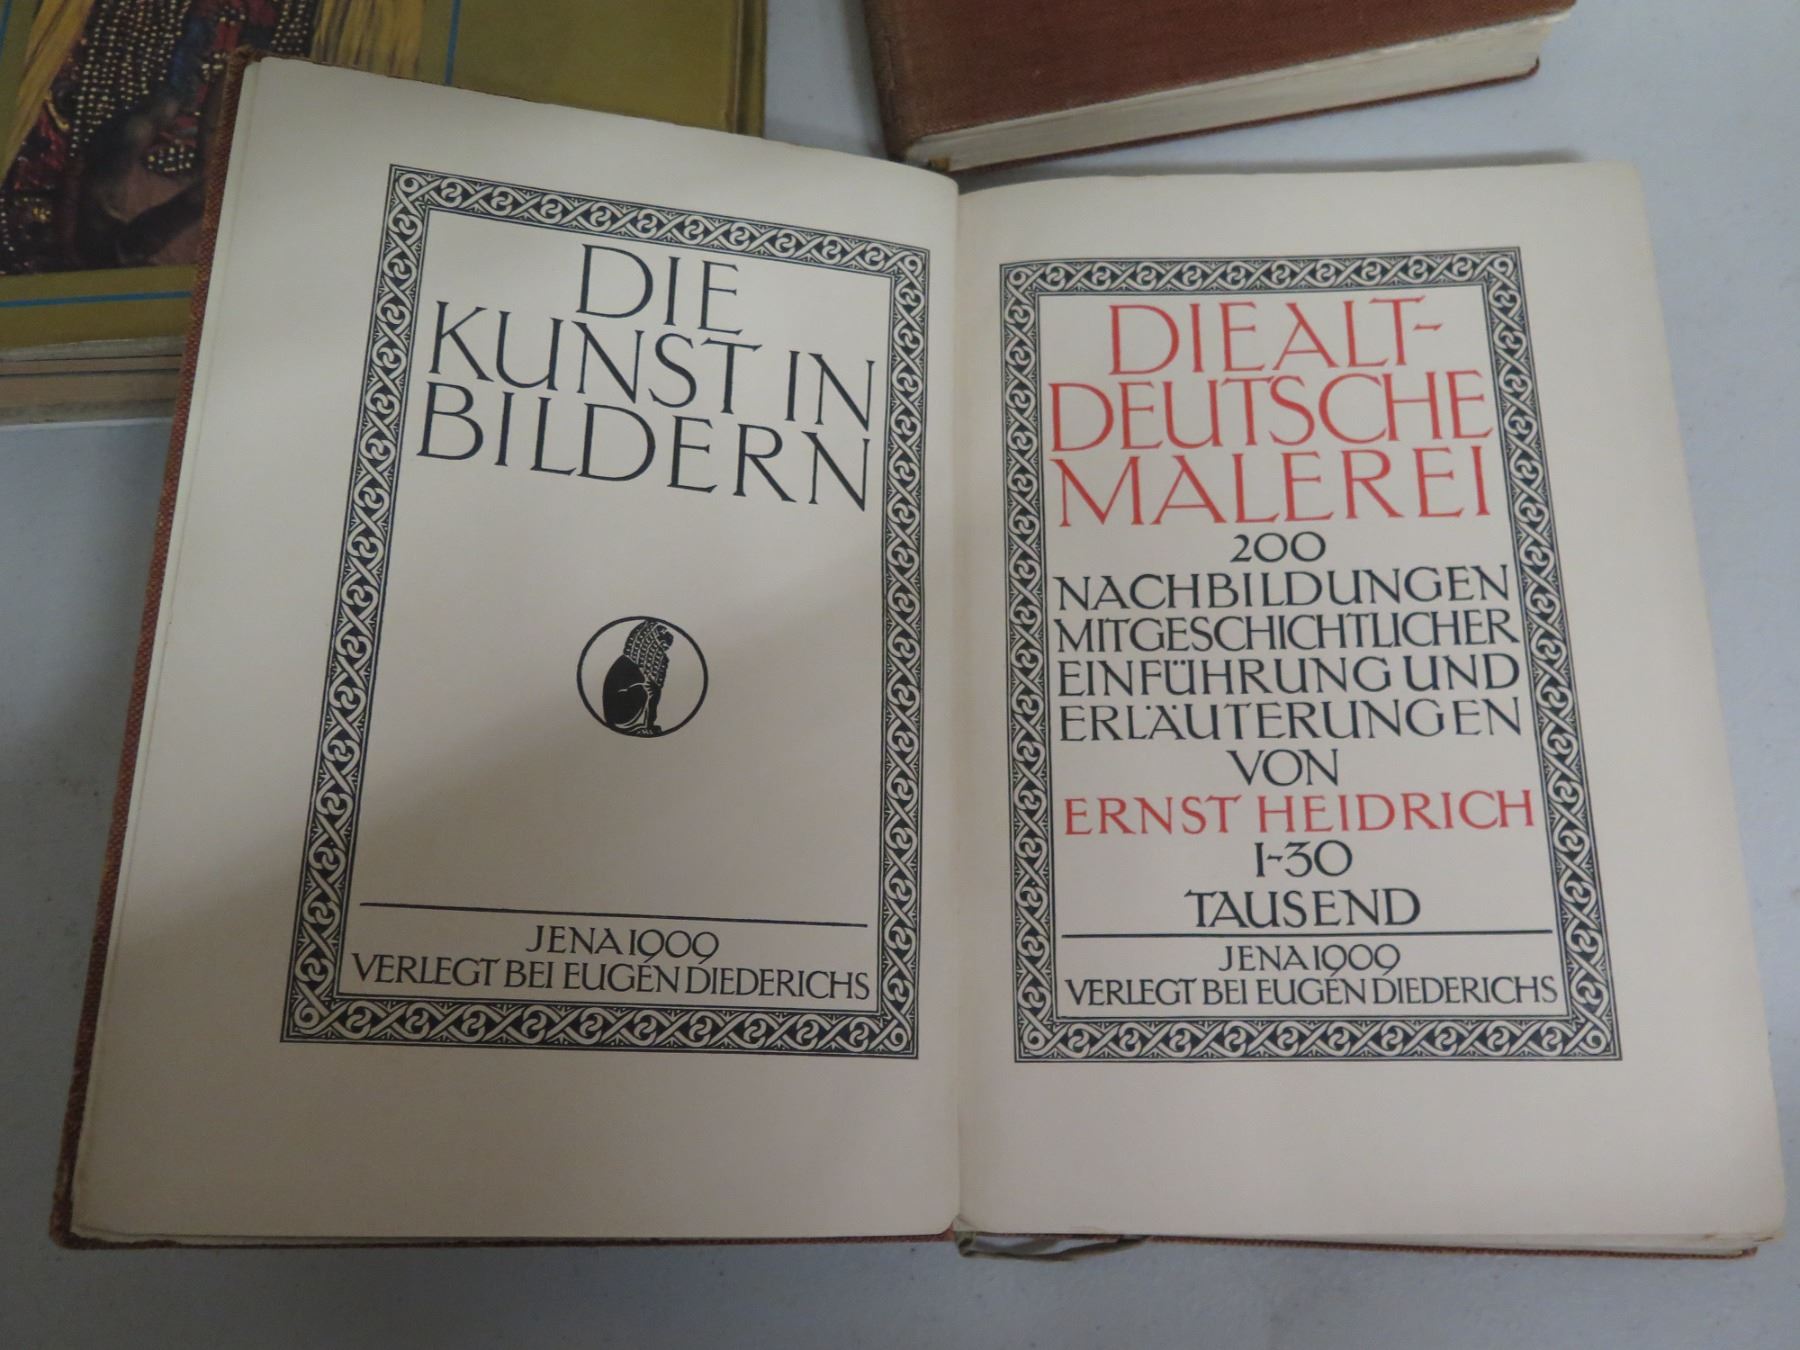 DIE
KUNST IN
BILDERN
JENA 1909
VERLEGT BEI EUGEN DIEDERICHS
DIE ALT-
DEUTSCHE
MALEREI
200
NACHBILDUNGEN
MIT GESCHICHTLICHER
EINFÜHRUNG UND
ERLÄUTERUNGEN
VON
ERNST HEIDRICH
1-30
TAUSEND
JENA 1909
VERLEGT BEI EUGEN DIEDERICHS